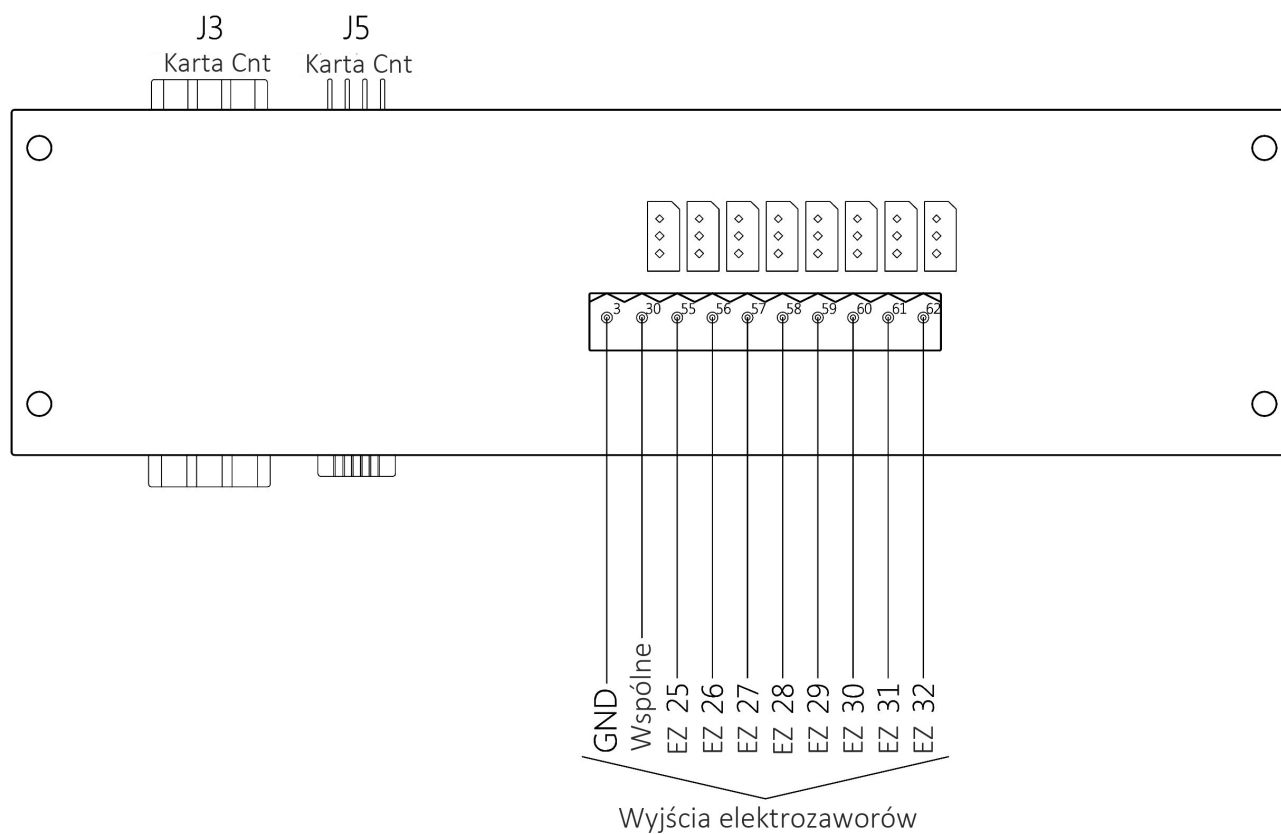 J3
Karta Cnt
J5
Karta Cnt
3 30 55 56 57 58 59 60 61 62
GND
Wspólne
EZ 25
EZ 26
EZ 27
EZ 28
EZ 29
EZ 30
EZ 31
EZ 32
Wyjścia elektrozaworów